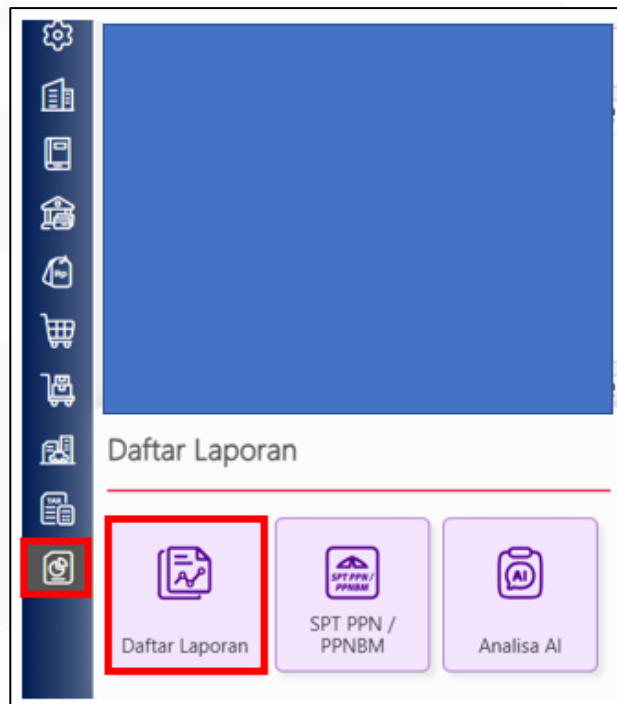 Rp
TAX
Daftar Laporan
Daftar Laporan
SPT PPN /
PPNBM
SPT PPN /
PPNBM
AI
Analisa AI